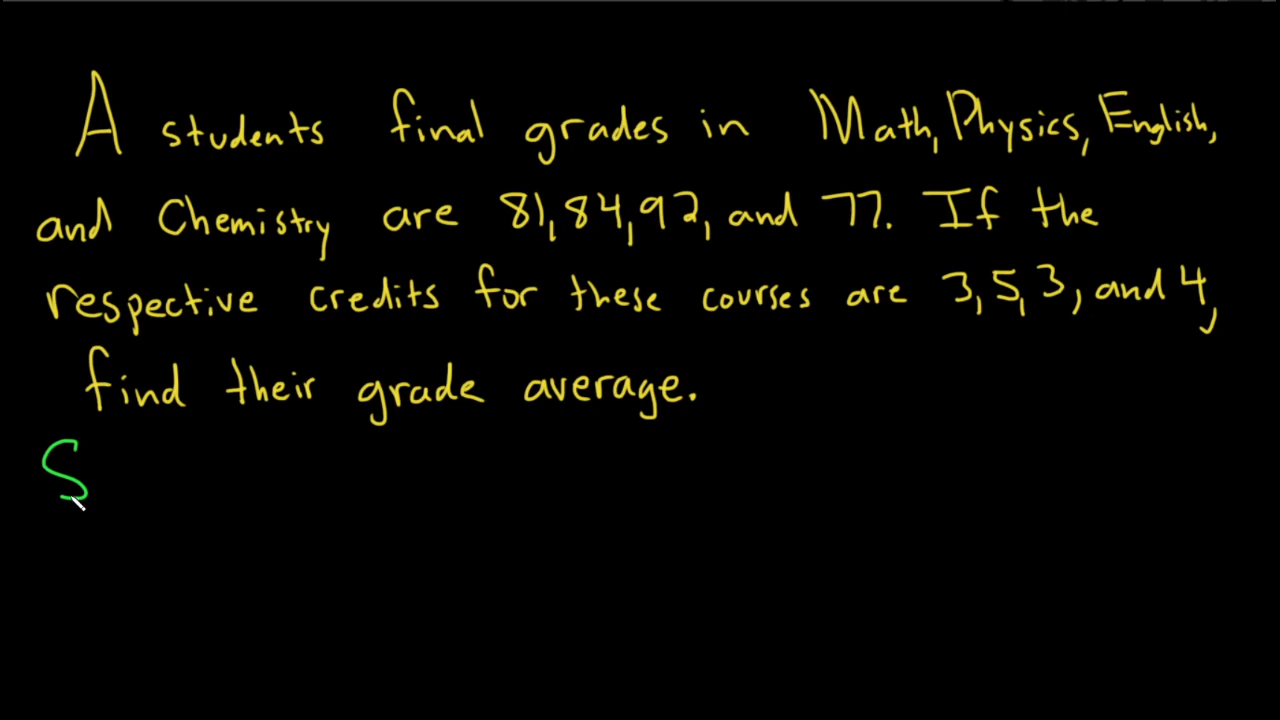 A students final grades in Math, Physics, English,
and Chemistry are 81, 84, 92, and 77. If the
respective credits for these courses are 3, 5, 3, and 4,
find their grade average.
S